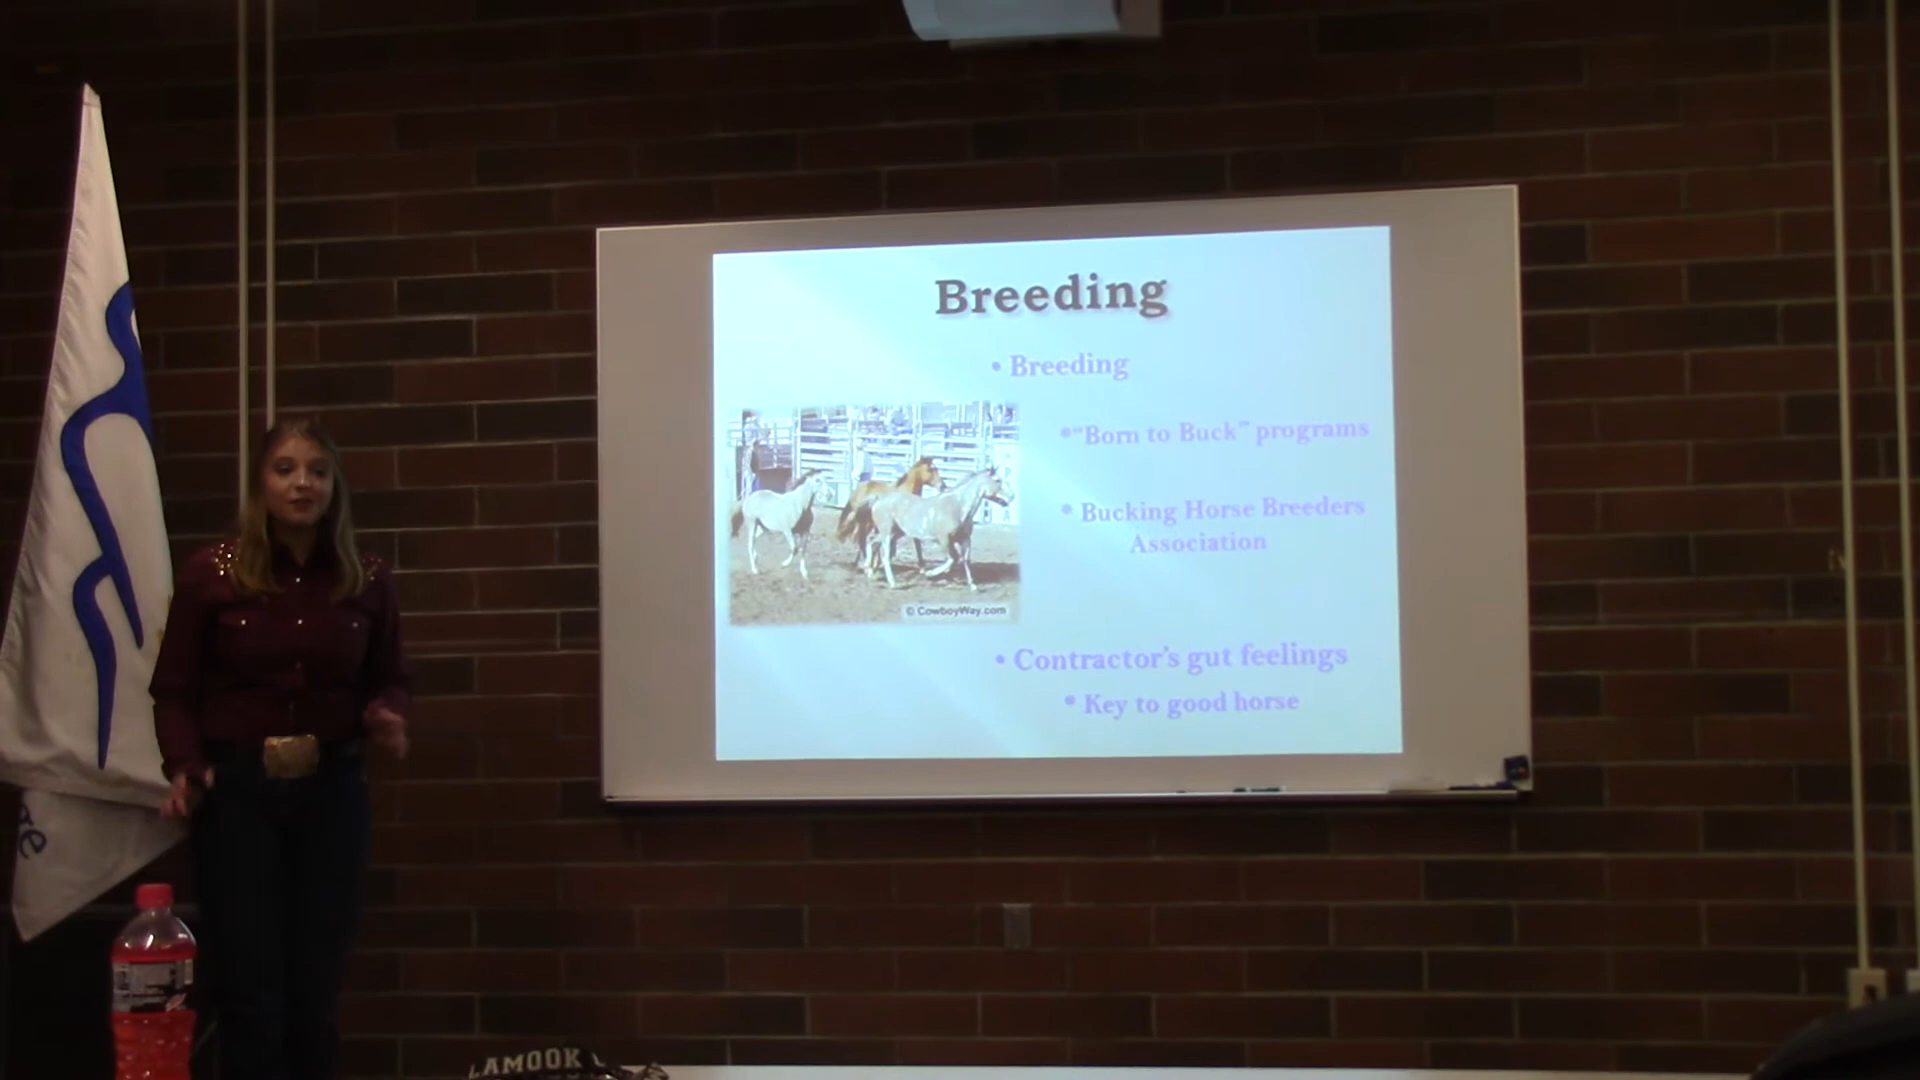 Breeding
• Breeding
•"Born to Buck" programs
• Bucking Horse Breeders
Association
© CowboyWay.com
• Contractor's gut feelings
• Key to good horse
LAMOOK